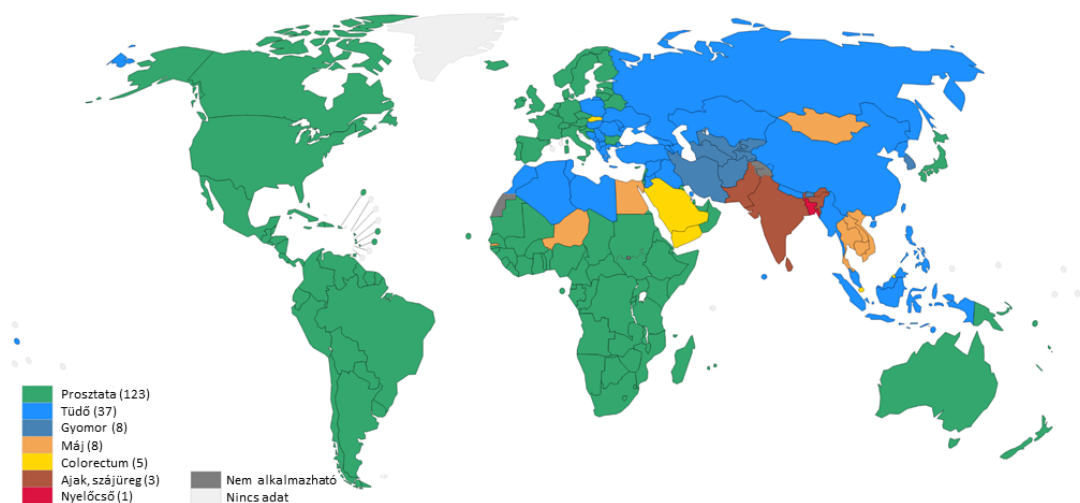 Prosztata (123)
Tüdő (37)
Gyomor (8)
Máj (8)
Colorectum (5)
Ajak, szájüreg (3)
Nyelőcső (1)
Nem alkalmazható
Nincs adat